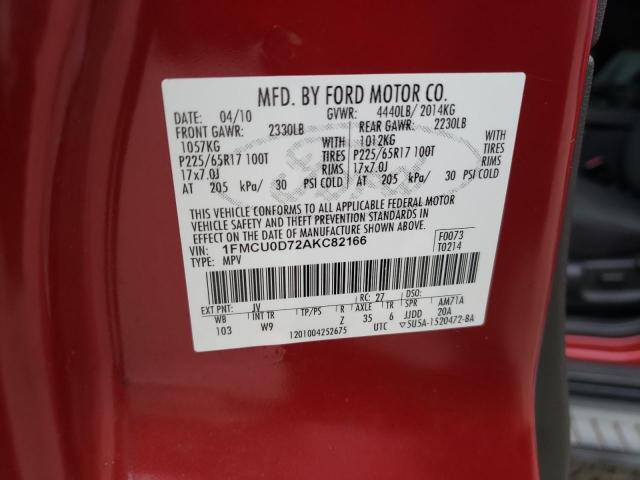 MFD. BY FORD MOTOR CO.
DATE: 04/10 GVWR: 4440LB/ 2014KG
FRONT GAWR: 2330LB REAR GAWR: 2230LB
1057KG WITH 1012KG WITH
P225/65R17 100T TIRES P225/65R17 100T TIRES
17x7.0J RIMS 17x7.0J RIMS
AT 205 kPa/ 30 PSI COLD AT 205 kPa/ 30 PSI COLD
THIS VEHICLE CONFORMS TO ALL APPLICABLE FEDERAL MOTOR
VEHICLE SAFETY AND THEFT PREVENTION STANDARDS IN
EFFECT ON THE DATE OF MANUFACTURE SHOWN ABOVE.
VIN: 1FMCU0D72AKC82166 F0073
TYPE: MPV T0214
EXT PNT: JV RC: 27 DSO:
WB INT TR TP/PS R AXLE TR SPR AM71A
103 W9 Z 35 6 JJDD 20A
1201004252675 UTC 5U5A-1520472-BA